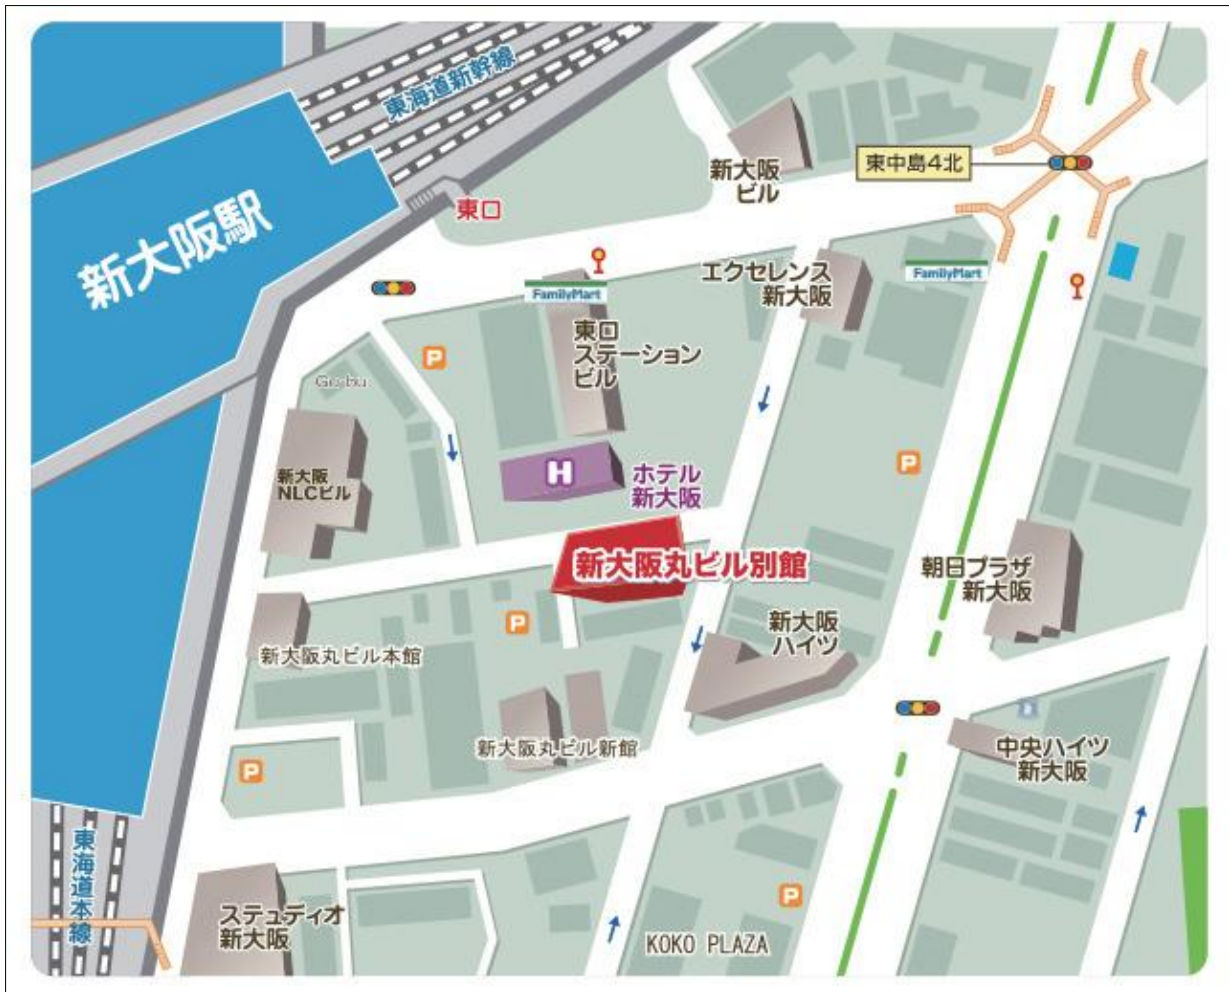 東海道新幹線
新大阪駅
東口
新大阪
ビル
東中島4北
エクセレンス
新大阪
FamilyMart
FamilyMart
東口
ステーション
ビル
P
新大阪
NLCビル
H
ホテル
新大阪
P
新大阪丸ビル別館
朝日プラザ
新大阪
P
新大阪
ハイツ
新大阪丸ビル本館
新大阪丸ビル新館
中央ハイツ
新大阪
P
東海道本線
P
ステュディオ
新大阪
KOKO PLAZA